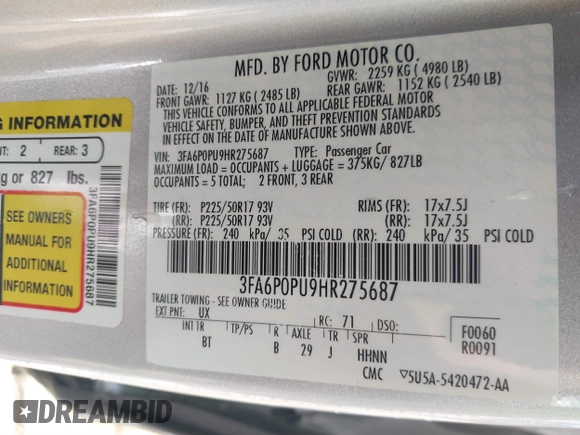 MFD. BY FORD MOTOR CO.
DATE: 12/16
GVWR: 2259 KG ( 4980 LB)
FRONT GAWR: 1127 KG ( 2485 LB)
REAR GAWR: 1152 KG ( 2540 LB)
THIS VEHICLE CONFORMS TO ALL APPLICABLE FEDERAL MOTOR
VEHICLE SAFETY, BUMPER, AND THEFT PREVENTION STANDARDS
IN EFFECT ON THE DATE OF MANUFACTURE SHOWN ABOVE.
VIN: 3FA6P0PU9HR275687 TYPE: Passenger Car
MAXIMUM LOAD = OCCUPANTS + LUGGAGE = 375KG/ 827LB
OCCUPANTS = 5 TOTAL; 2 FRONT, 3 REAR
TIRE (FR): P225/50R17 93V RIMS (FR): 17x7.5J
(RR): P225/50R17 93V (RR): 17x7.5J
PRESSURE (FR): 240 kPa/ 35 PSI COLD (RR): 240 kPa/ 35 PSI COLD
3FA6P0PU9HR275687
TRAILER TOWING - SEE OWNER GUIDE
EXT PNT: UX RC: 71 DSO:
F0060
R0091
INT TR TP/PS R AXLE TR SPR
BT B 29 J HHNN
CMC ▽5U5A-5420472-AA
G INFORMATION
NT: 2 REAR: 3
kg or 827 lbs.
SEE OWNERS
MANUAL FOR
ADDITIONAL
INFORMATION
3FA6P0PU9HR275687
DREAMBID